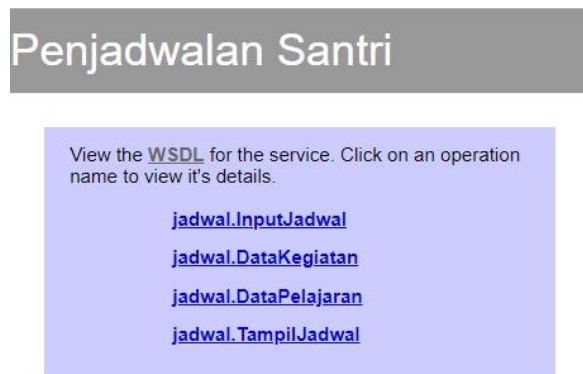 Penjadwalan Santri
View the WSDL for the service. Click on an operation
name to view it's details.
jadwal.InputJadwal
jadwal.DataKegiatan
jadwal.DataPelajaran
jadwal.TampilJadwal